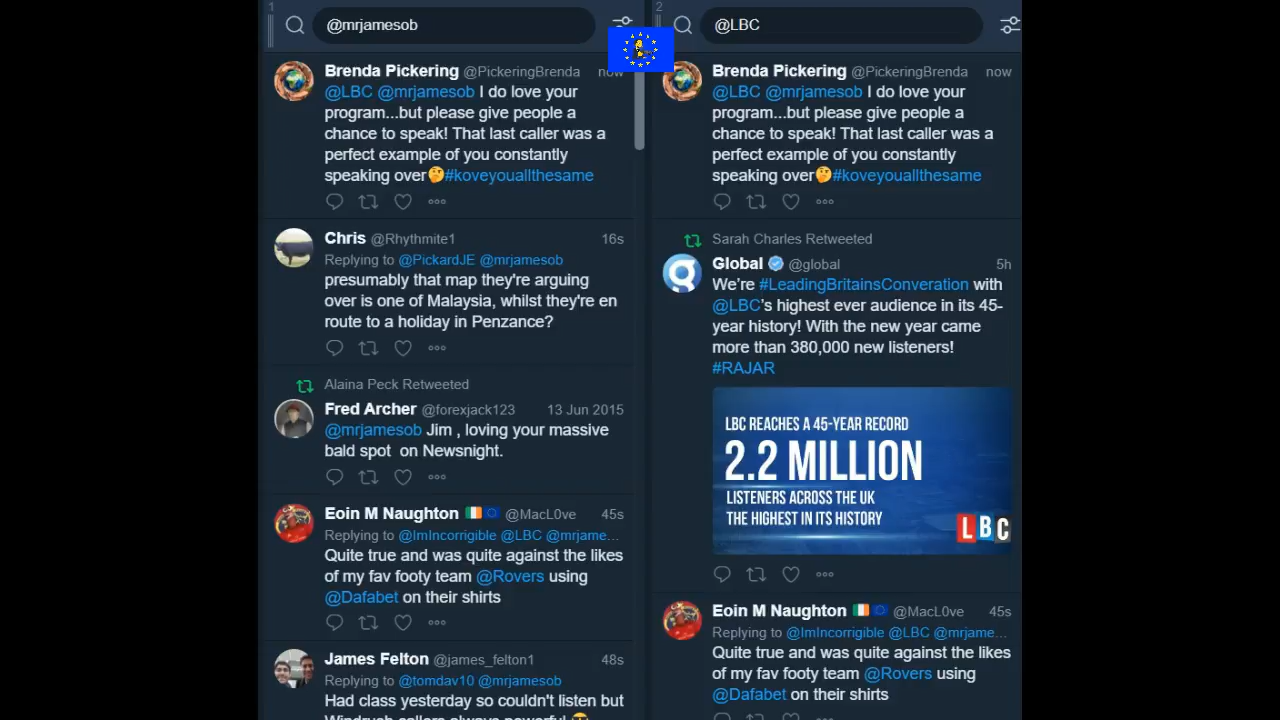 1
@mrjamesob
Brenda Pickering @PickeringBrenda now
@LBC @mrjamesob I do love your
program...but please give people a
chance to speak! That last caller was a
perfect example of you constantly
speaking over🤔#koveyouallthesame
Chris @Rhythmite1 16s
Replying to @PickardJE @mrjamesob
presumably that map they're arguing
over is one of Malaysia, whilst they're en
route to a holiday in Penzance?
Alaina Peck Retweeted
Fred Archer @forexjack123 13 Jun 2015
@mrjamesob Jim , loving your massive
bald spot on Newsnight.
Eoin M Naughton 🇮🇪🇪🇺 @MacL0ve 45s
Replying to @ImIncorrigible @LBC @mrjame...
Quite true and was quite against the likes
of my fav footy team @Rovers using
@Dafabet on their shirts
James Felton @james_felton1 48s
Replying to @tomdav10 @mrjamesob
Had class yesterday so couldn't listen but
Windrush callers always powerful 😎
2
@LBC
Brenda Pickering @PickeringBrenda now
@LBC @mrjamesob I do love your
program...but please give people a
chance to speak! That last caller was a
perfect example of you constantly
speaking over🤔#koveyouallthesame
Sarah Charles Retweeted
Global @global 5h
We're #LeadingBritainsConveration with
@LBC's highest ever audience in its 45-
year history! With the new year came
more than 380,000 new listeners!
#RAJAR
LBC REACHES A 45-YEAR RECORD
2.2 MILLION
LISTENERS ACROSS THE UK
THE HIGHEST IN ITS HISTORY
LBC
Eoin M Naughton 🇮🇪🇪🇺 @MacL0ve 45s
Replying to @ImIncorrigible @LBC @mrjame...
Quite true and was quite against the likes
of my fav footy team @Rovers using
@Dafabet on their shirts